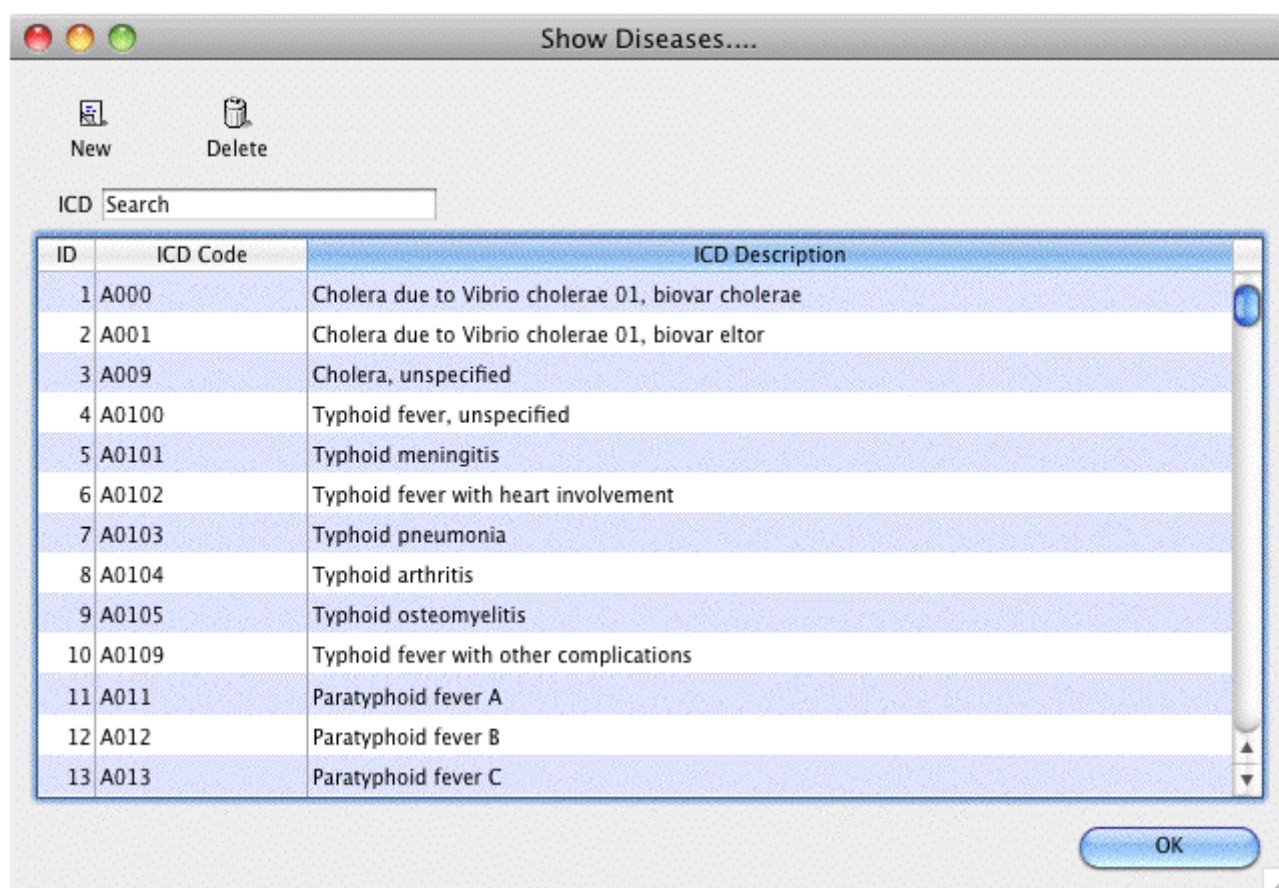 Show Diseases....
New Delete
ICD Search
ID ICD Code ICD Description
1 A000 Cholera due to Vibrio cholerae 01, biovar cholerae
2 A001 Cholera due to Vibrio cholerae 01, biovar eltor
3 A009 Cholera, unspecified
4 A0100 Typhoid fever, unspecified
5 A0101 Typhoid meningitis
6 A0102 Typhoid fever with heart involvement
7 A0103 Typhoid pneumonia
8 A0104 Typhoid arthritis
9 A0105 Typhoid osteomyelitis
10 A0109 Typhoid fever with other complications
11 A011 Paratyphoid fever A
12 A012 Paratyphoid fever B
13 A013 Paratyphoid fever C
OK